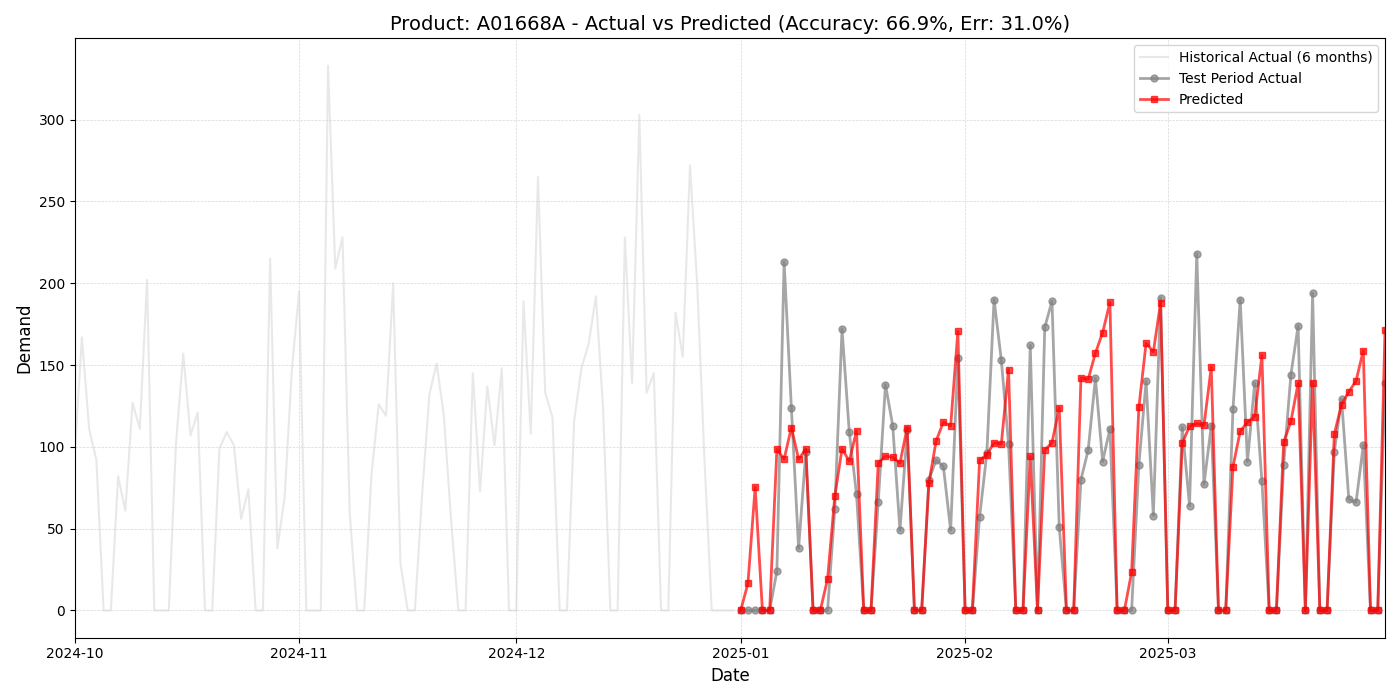 Product: A01668A - Actual vs Predicted (Accuracy: 66.9%, Err: 31.0%)
Historical Actual (6 months)
Test Period Actual
Predicted
Demand
300
250
200
150
100
50
0
2024-10
2024-11
2024-12
2025-01
2025-02
2025-03
Date